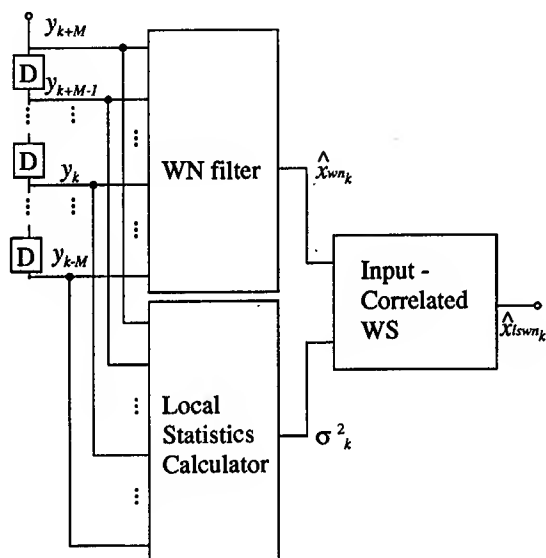 y_{k+M}
D
y_{k+M-1}
D
y_k
D
y_{k-M}
WN filter
x̂_{wn_k}
Input -
Correlated
WS
x̂_{lswn_k}
Local
Statistics
Calculator
σ²_k